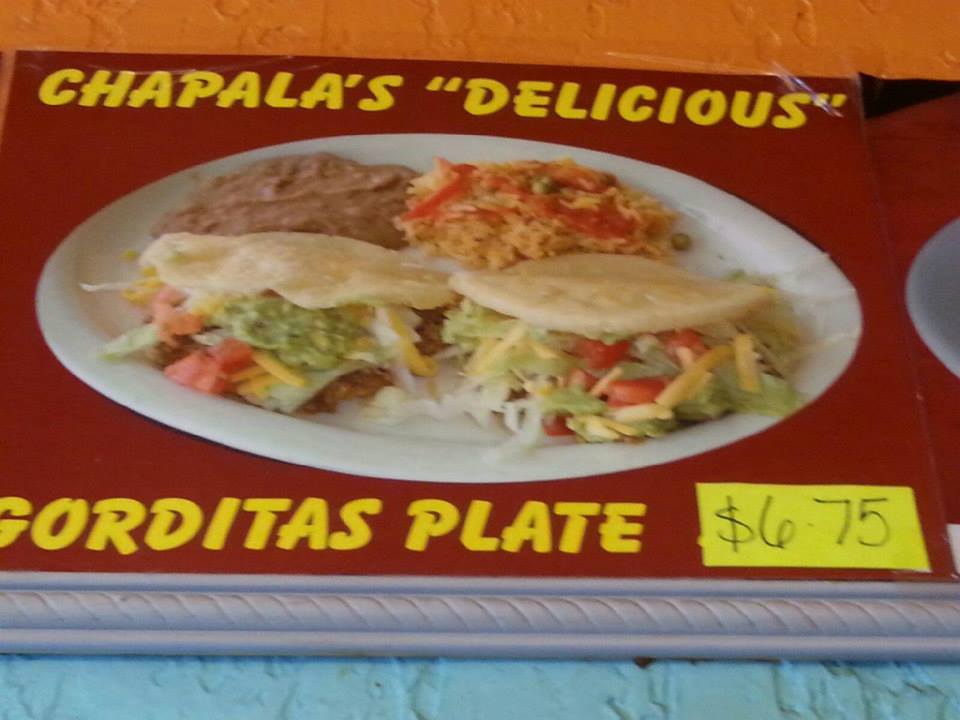 CHAPALA'S "DELICIOUS"
GORDITAS PLATE
$6.75